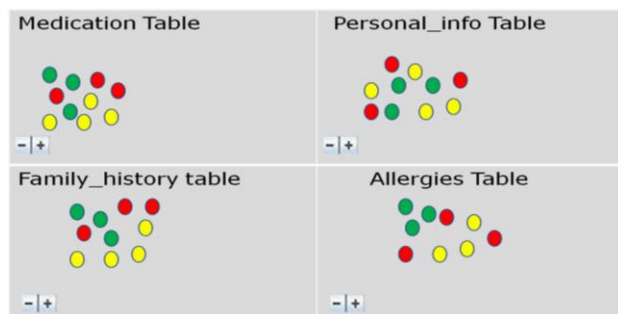 Medication Table
Personal_info Table
- +
- +
Family_history table
Allergies Table
- +
- +